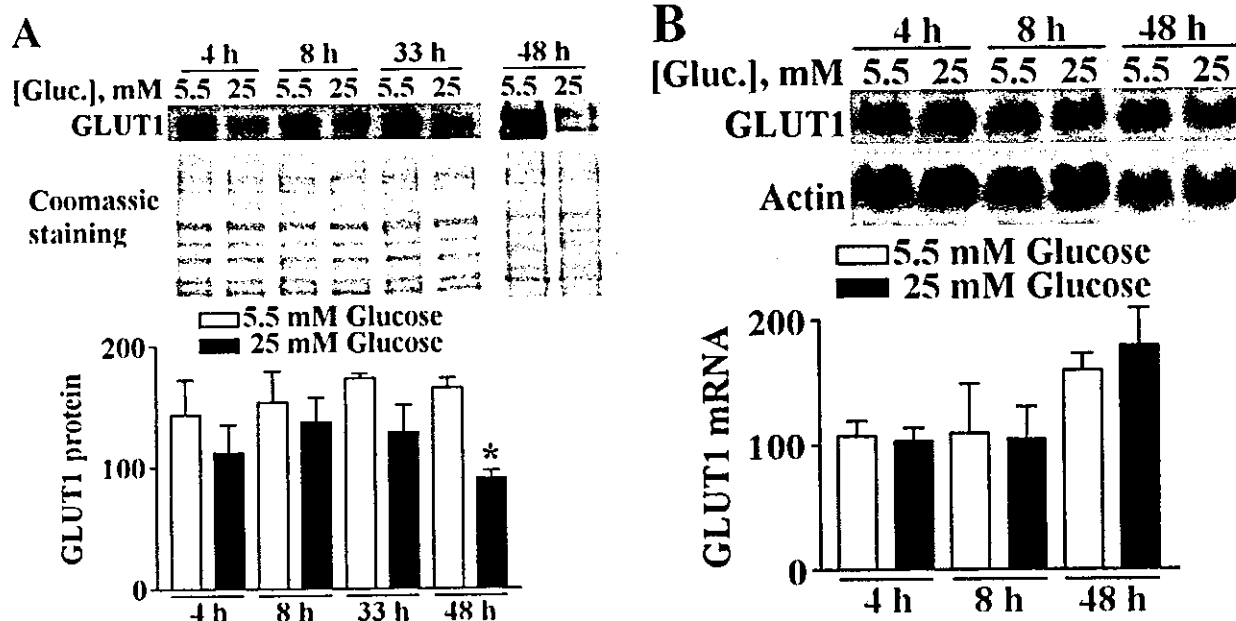 A
4 h 8 h 33 h 48 h
[Gluc.], mM 5.5 25 5.5 25 5.5 25 5.5 25
GLUT1
Coomassic
staining
5.5 mM Glucose
25 mM Glucose
GLUT1 protein
200
100
0
*
4 h 8 h 33 h 48 h
B
4 h 8 h 48 h
[Gluc.], mM 5.5 25 5.5 25 5.5 25
GLUT1
Actin
5.5 mM Glucose
25 mM Glucose
GLUT1 mRNA
200
100
0
4 h 8 h 48 h